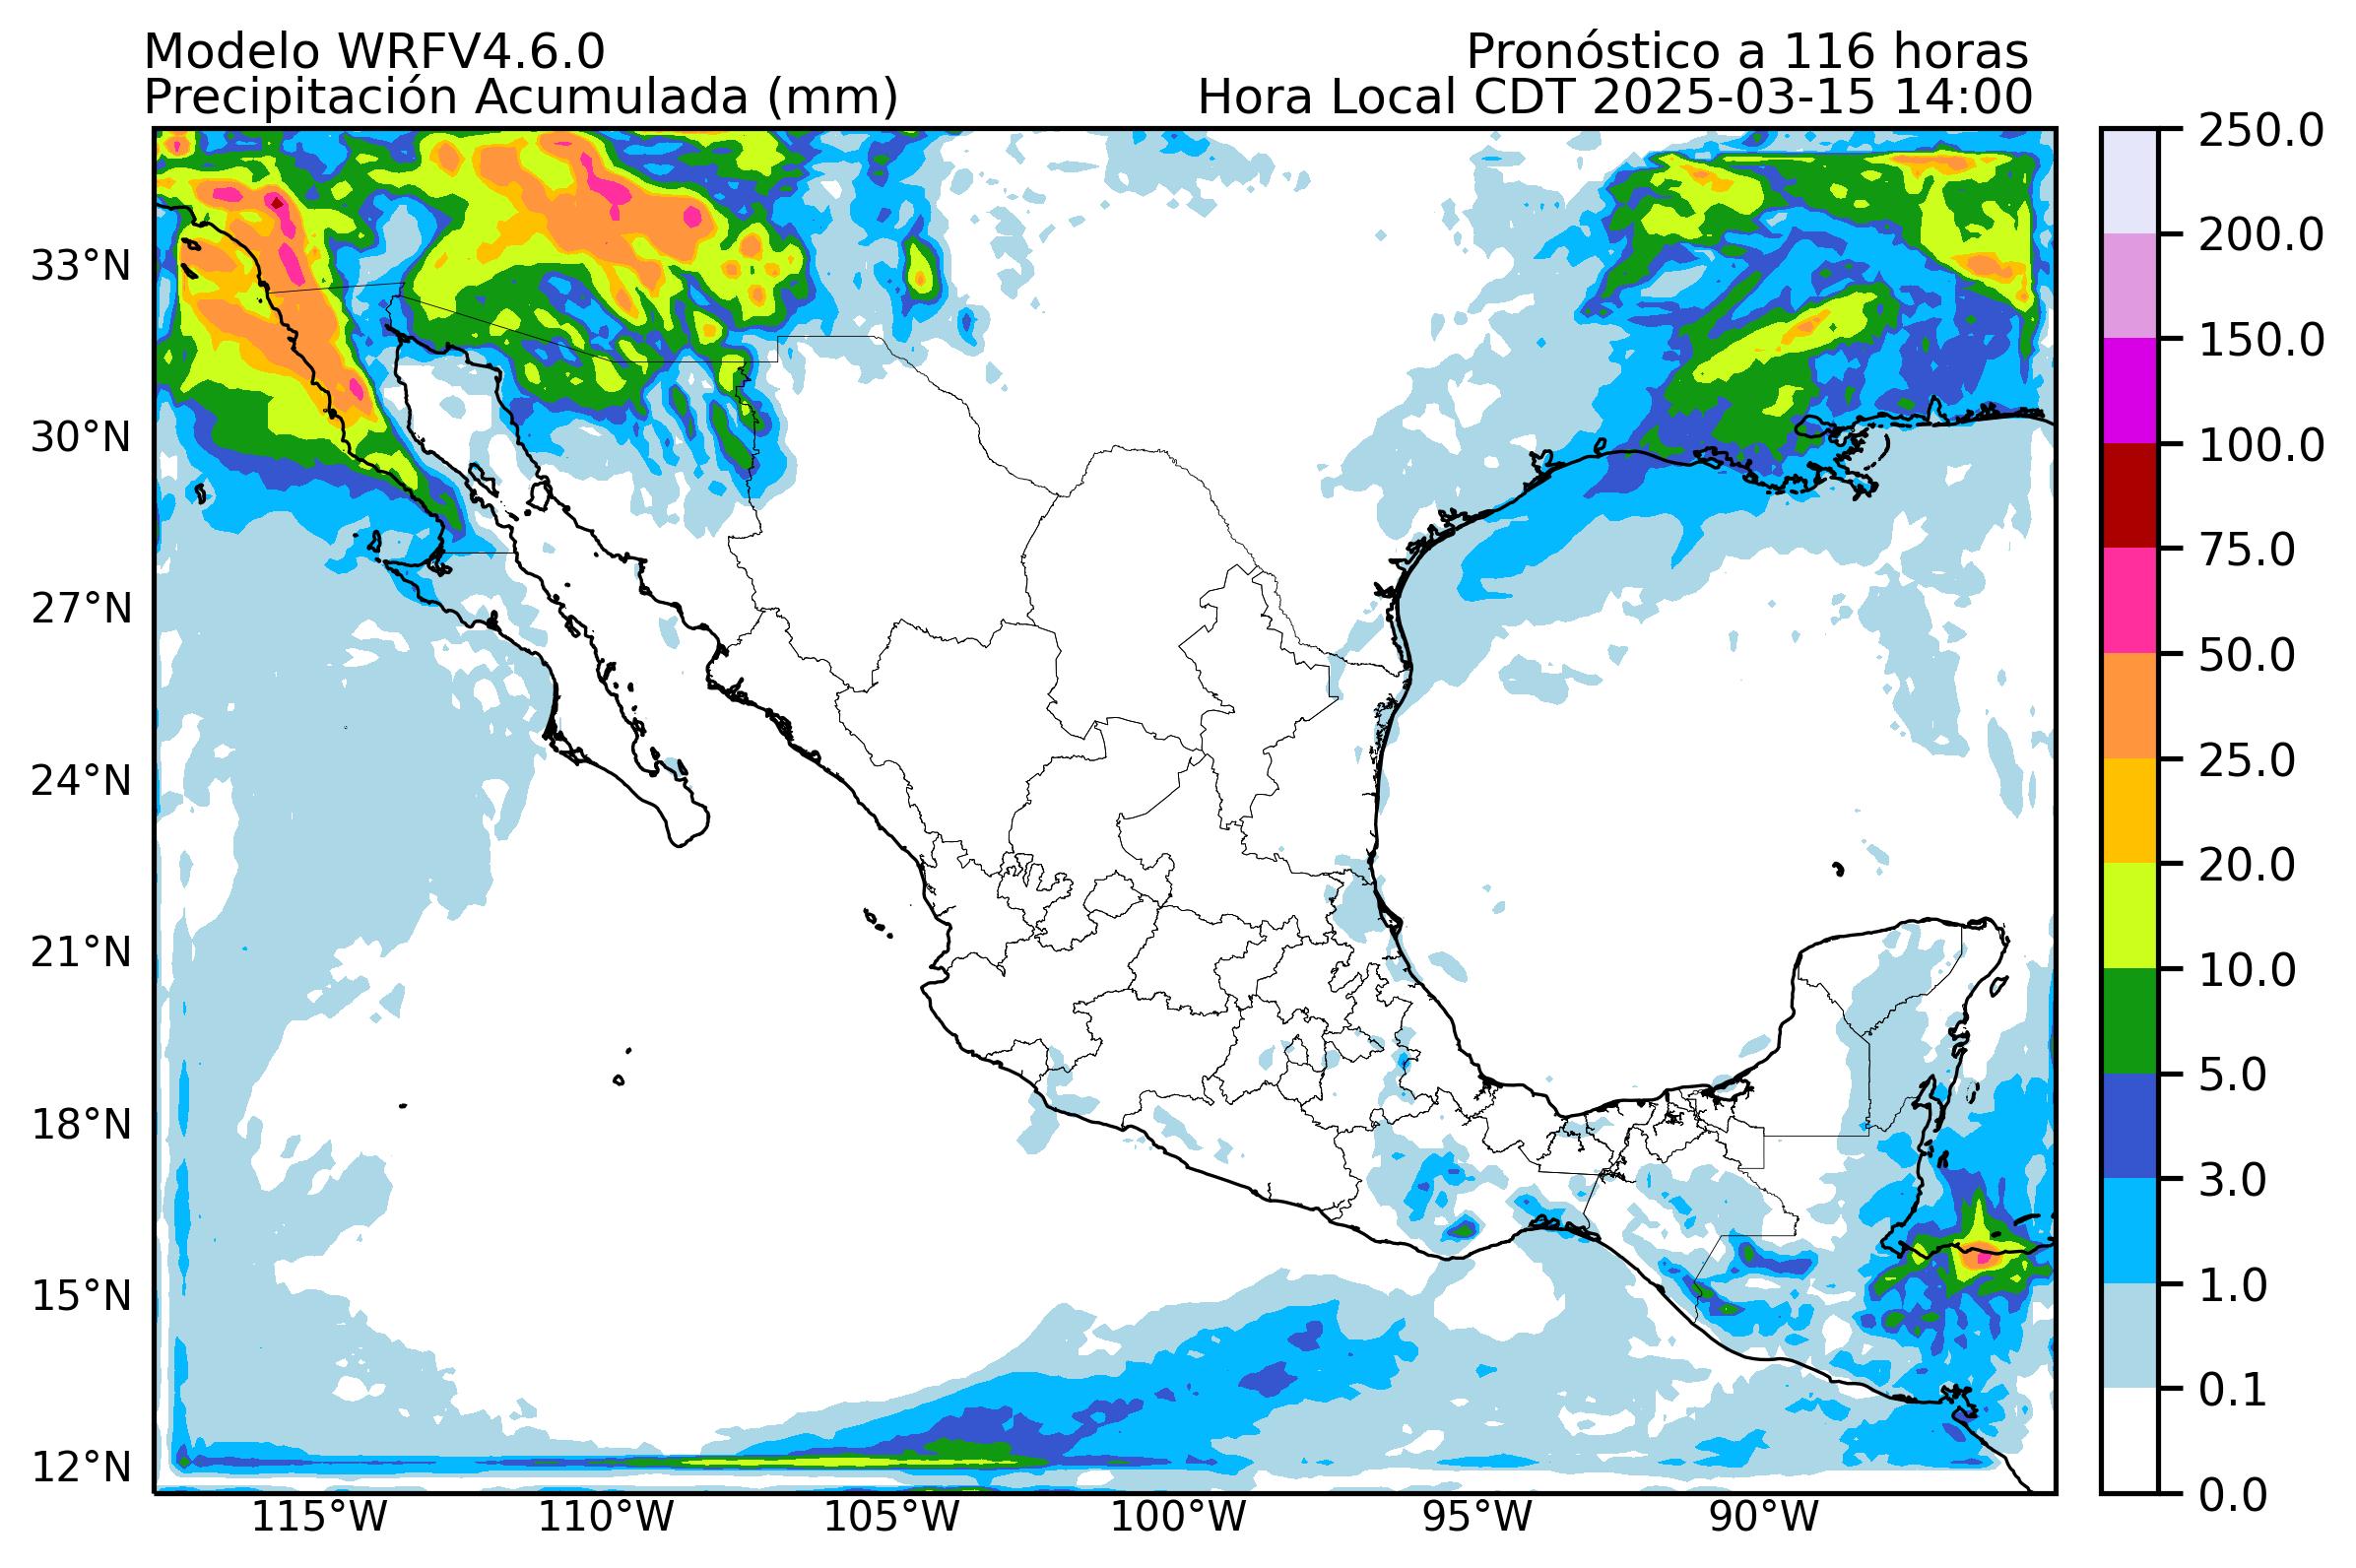 Modelo WRFV4.6.0
Pronóstico a 116 horas
Precipitación Acumulada (mm)
Hora Local CDT 2025-03-15 14:00
33°N
30°N
27°N
24°N
21°N
18°N
15°N
12°N
115°W
110°W
105°W
100°W
95°W
90°W
250.0
200.0
150.0
100.0
75.0
50.0
25.0
20.0
10.0
5.0
3.0
1.0
0.1
0.0